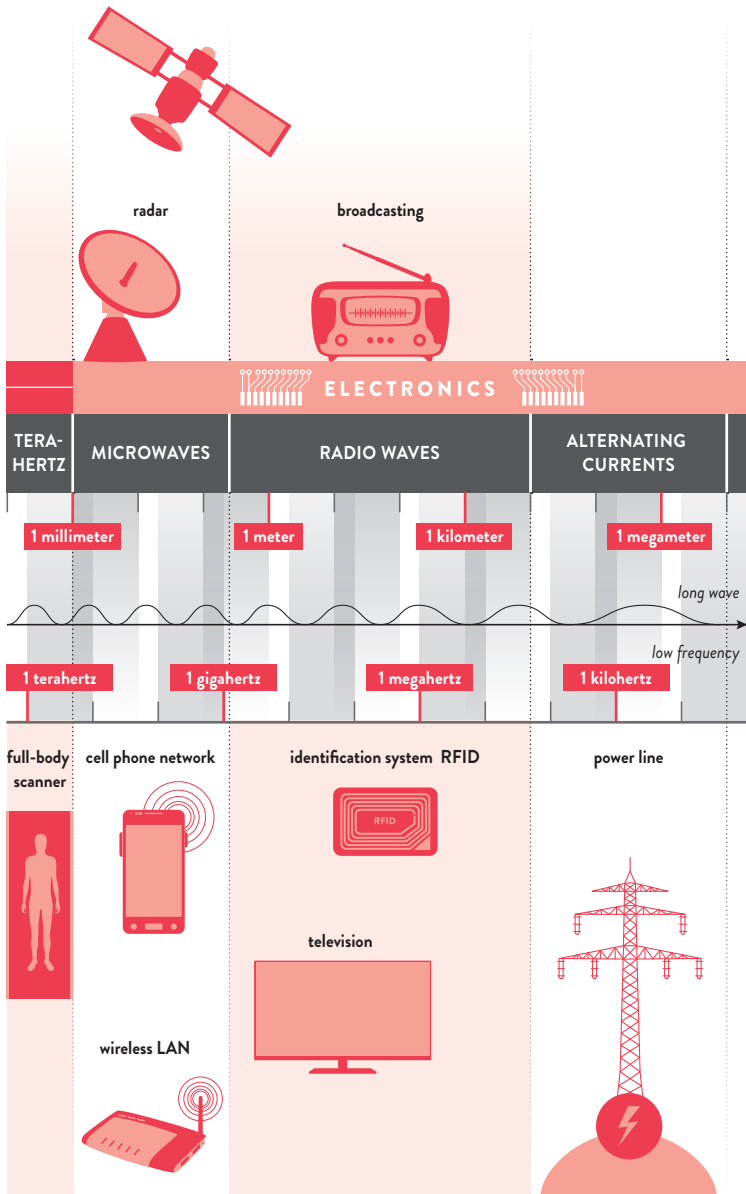 radar
broadcasting
ELECTRONICS
TERA-
HERTZ
MICROWAVES
RADIO WAVES
ALTERNATING
CURRENTS
1 millimeter
1 meter
1 kilometer
1 megameter
long wave
low frequency
1 terahertz
1 gigahertz
1 megahertz
1 kilohertz
full-body
scanner
cell phone network
identification system RFID
power line
RFID
television
wireless LAN